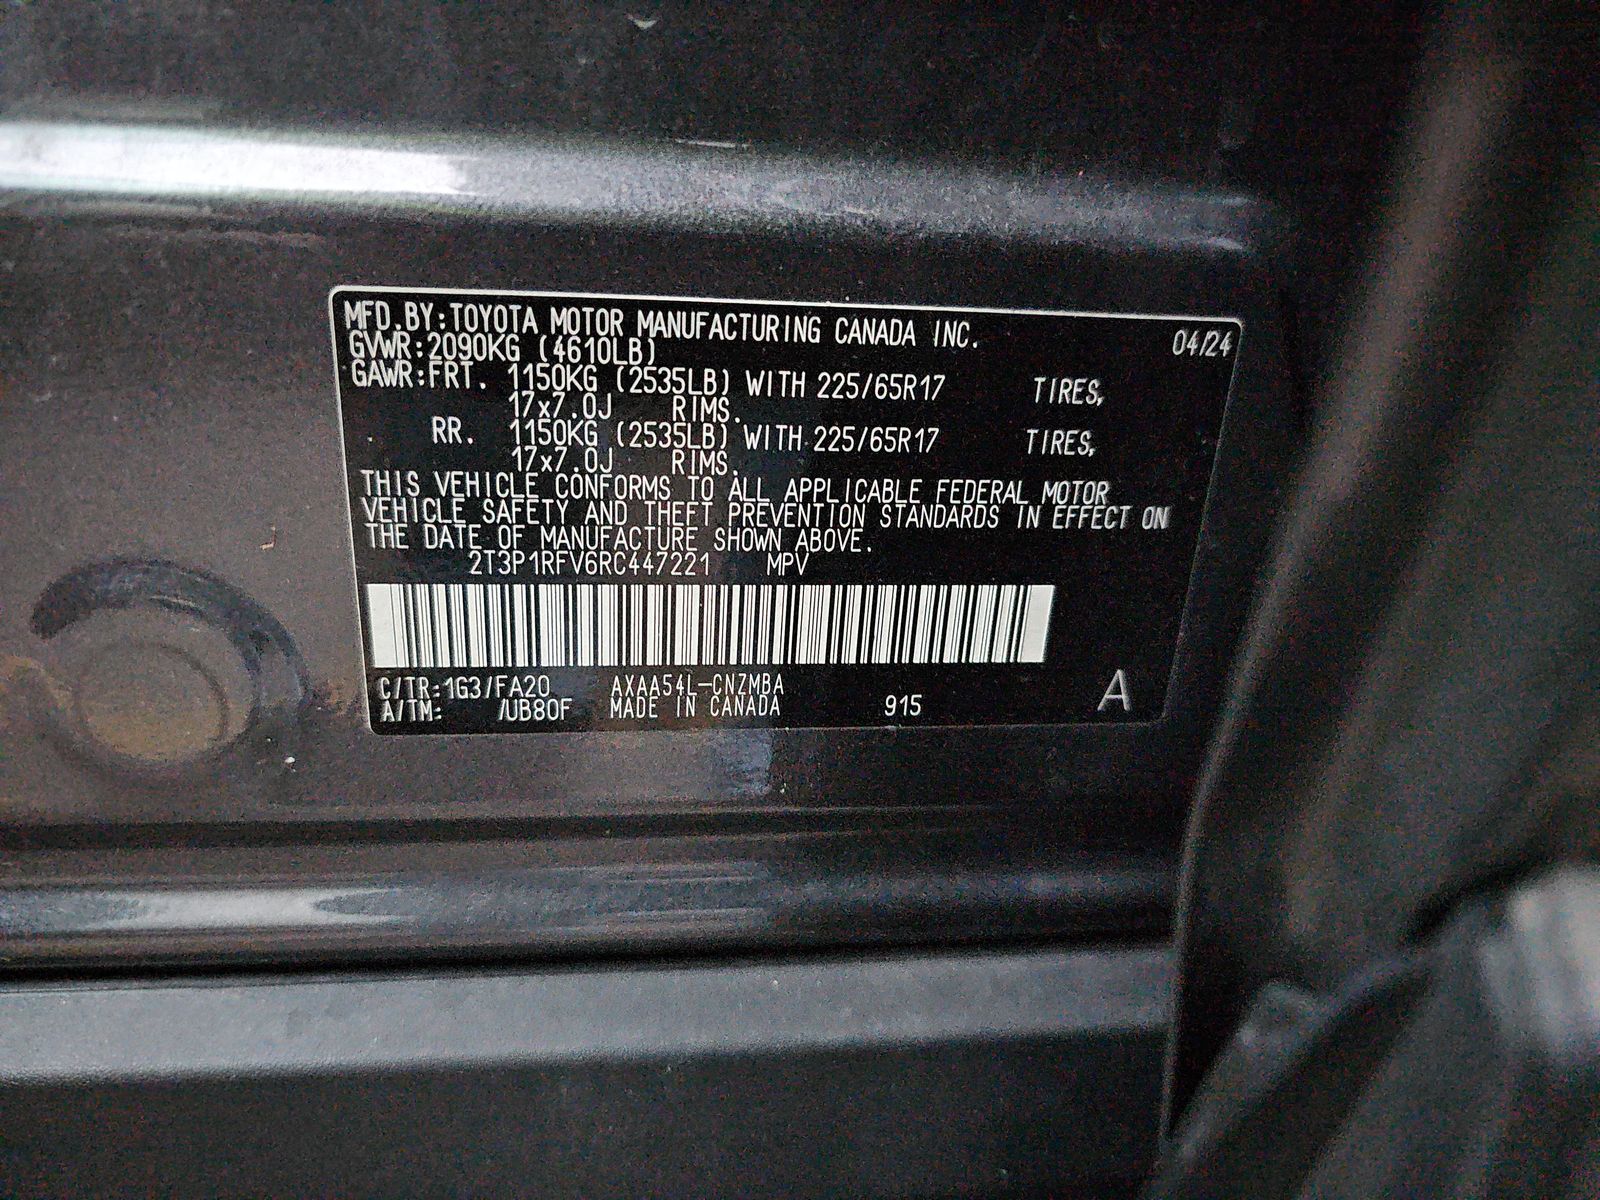 MFD.BY:TOYOTA MOTOR MANUFACTURING CANADA INC. 04/24
GVWR:2090KG (4610LB)
GAWR:FRT. 1150KG (2535LB) WITH 225/65R17 TIRES,
17x7.0J RIMS.
RR. 1150KG (2535LB) WITH 225/65R17 TIRES,
17x7.0J RIMS.
THIS VEHICLE CONFORMS TO ALL APPLICABLE FEDERAL MOTOR
VEHICLE SAFETY AND THEFT PREVENTION STANDARDS IN EFFECT ON
THE DATE OF MANUFACTURE SHOWN ABOVE.
2T3P1RFV6RC447221 MPV
C/TR:1G3/FA20 AXAA54L-CNZMBA
A/TM: /UB80F MADE IN CANADA 915 A